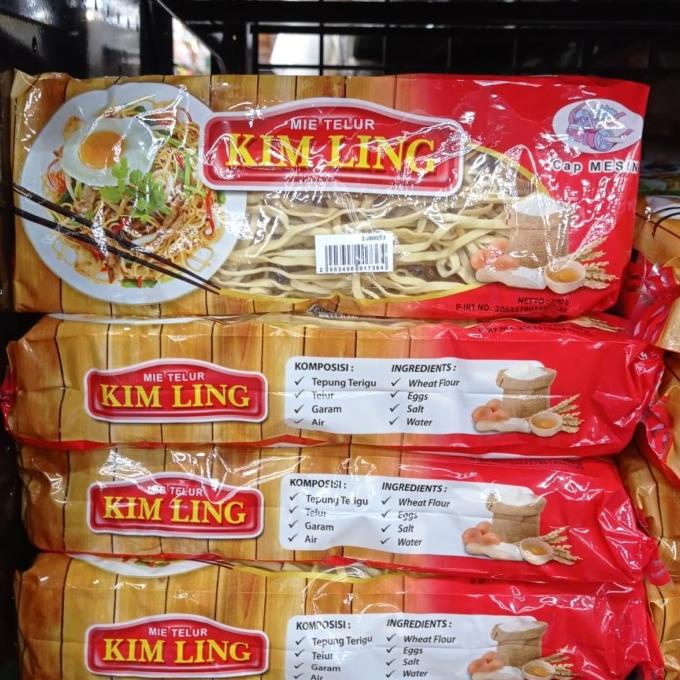 MIE TELUR
KIM LING
Cap MESIN
KOMPOSISI :
Tepung Terigu
Telur
Garam
Air
INGREDIENTS :
Wheat Flour
Eggs
Salt
Water
MIE TELUR
KIM LING
KOMPOSISI :
Tepung Terigu
Telur
Garam
Air
INGREDIENTS :
Wheat Flour
Eggs
Salt
Water
MIE TELUR
KIM LING
KOMPOSISI :
Tepung Terigu
Telur
Garam
Air
INGREDIENTS :
Wheat Flour
Eggs
Salt
Water
MIE TELUR
KIM LING